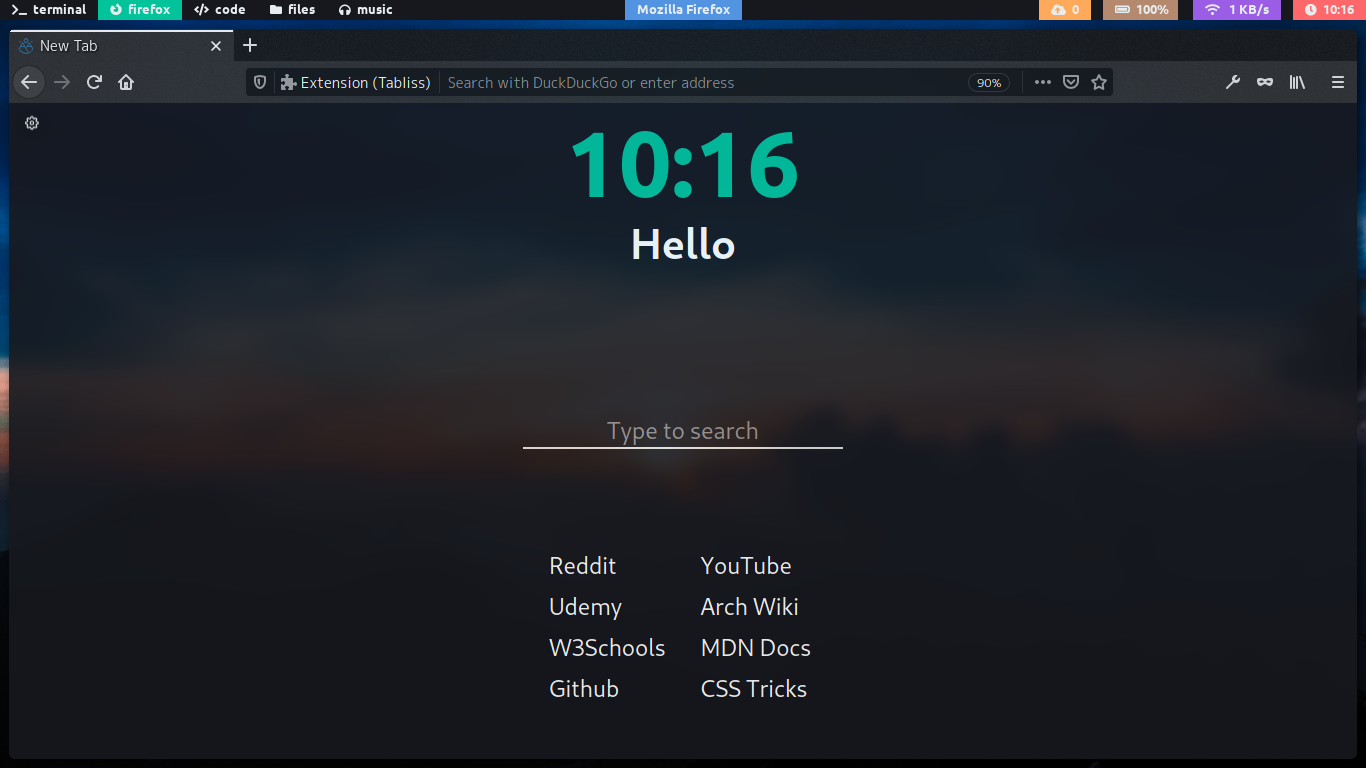 terminal firefox code files music Mozilla Firefox 0 100% 1 KB/s 10:16
New Tab
Extension (Tabliss) Search with DuckDuckGo or enter address 90%
10:16
Hello
Type to search
Reddit YouTube
Udemy Arch Wiki
W3Schools MDN Docs
Github CSS Tricks